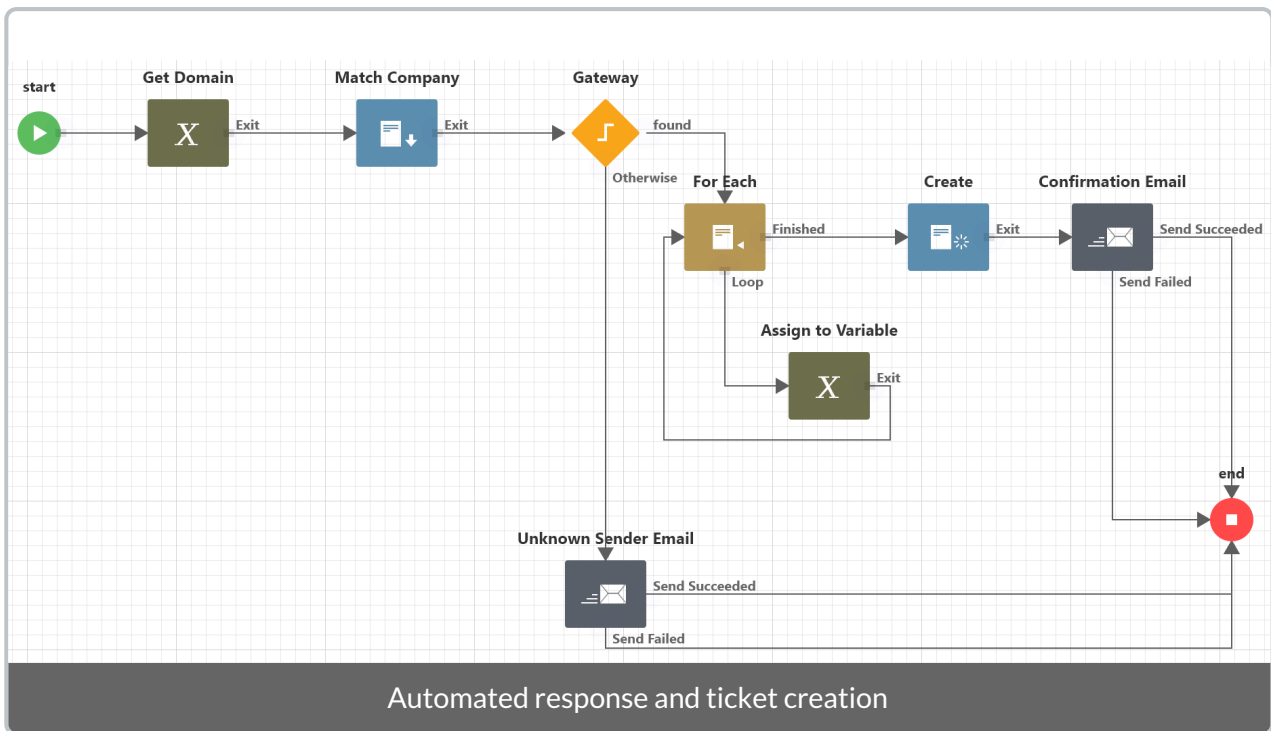 start
Get Domain
Match Company
Gateway
X
Exit
Exit
found
Otherwise
For Each
Create
Confirmation Email
Finished
Exit
Send Succeeded
Loop
Send Failed
Assign to Variable
X
Exit
end
Unknown Sender Email
Send Succeeded
Send Failed
Automated response and ticket creation